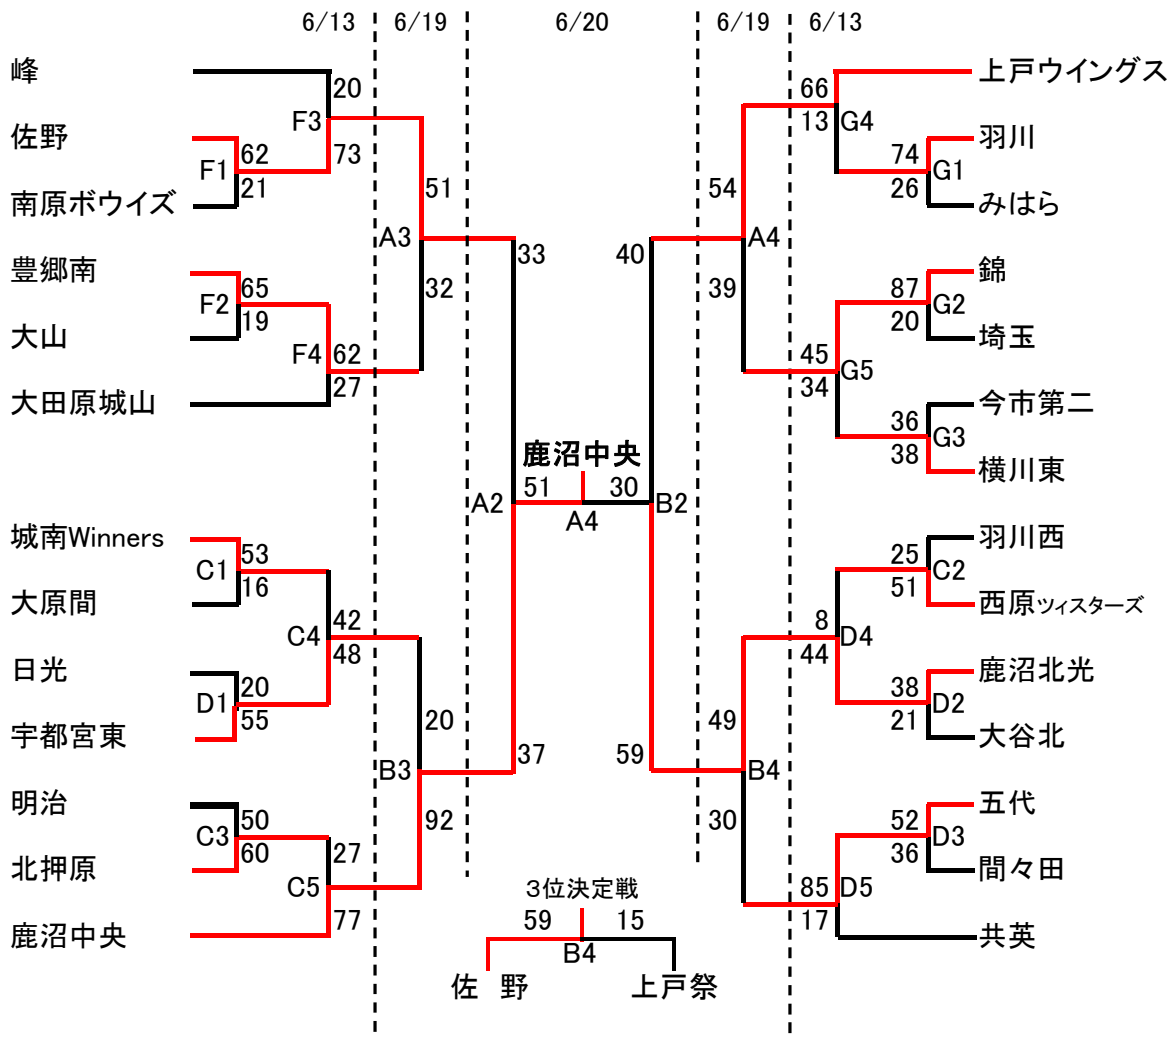 6/13 6/19 6/20 6/19 6/13
峰
20
F3
佐野
62
73
F1
21
南原ボウイズ
51
A3
33
豊郷南
65
32
F2
19
大山
F4
62
27
大田原城山
鹿沼中央
51 30
A2
A4
B2
城南Winners
53
C1
16
大原間
42
C4
48
日光
20
D1
55
宇都宮東
20
37
B3
明治
50
92
C3
60
北押原
27
C5
77
鹿沼中央
上戸ウイングス
66
13
G4
羽川
74
G1
26
みはら
54
40
A4
39
錦
87
G2
20
埼玉
45
G5
34
今市第二
36
G3
38
横川東
羽川西
25
C2
51
西原ツィスターズ
8
D4
44
鹿沼北光
38
D2
21
大谷北
49
59
B4
30
五代
52
D3
36
間々田
85
D5
17
共英
3位決定戦
59 15
B4
佐 野 上戸祭